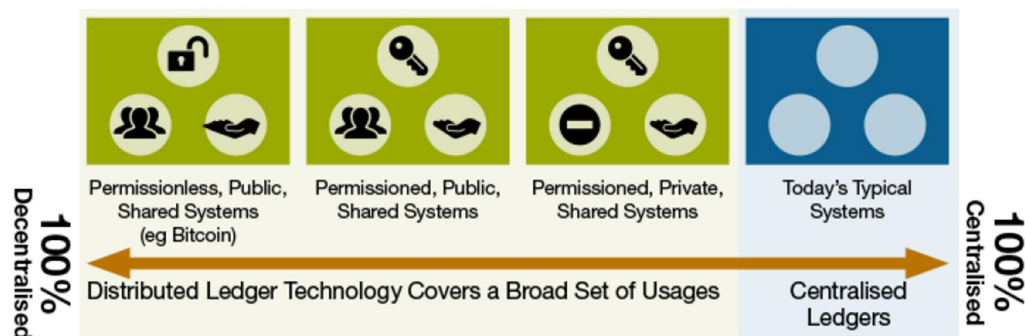 Permissionless, Public,
Shared Systems
(eg Bitcoin)
Permissioned, Public,
Shared Systems
Permissioned, Private,
Shared Systems
Today's Typical
Systems
100%
Decentralised
100%
Centralised
Distributed Ledger Technology Covers a Broad Set of Usages
Centralised
Ledgers